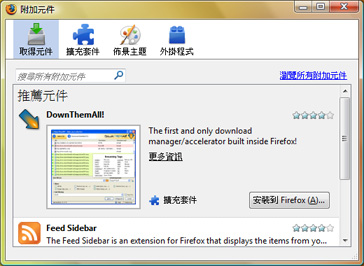 附加元件
取得元件 擴充套件 佈景主題 外掛程式
搜尋所有附加元件 瀏覽所有附加元件
推薦元件
DownThemAll!
The first and only download
manager/accelerator built inside Firefox!
更多資訊
擴充套件 安裝到 Firefox (A)...
Feed Sidebar
The Feed Sidebar is an extension for Firefox that displays the items from yo...